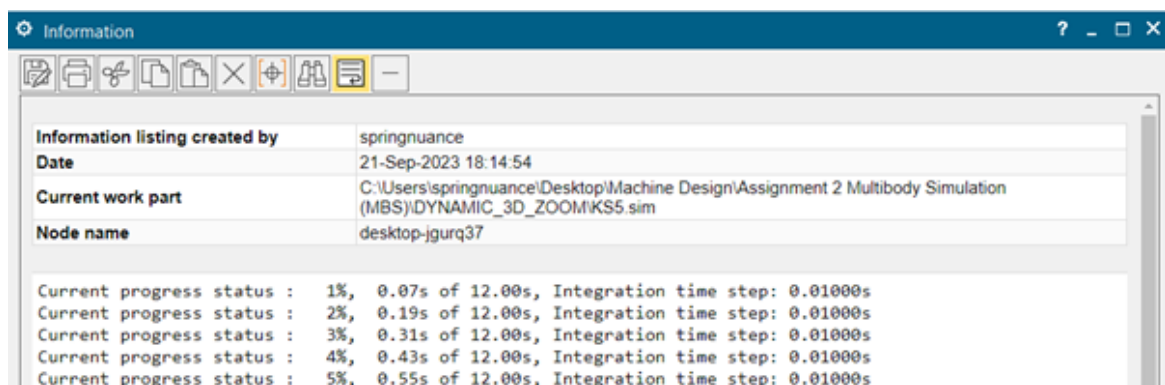 Information
Information listing created by springnuance
Date 21-Sep-2023 18:14:54
Current work part C:\Users\springnuance\Desktop\Machine Design\Assignment 2 Multibody Simulation
(MBS)\DYNAMIC_3D_ZOOM\KS5.sim
Node name desktop-jgurq37
Current progress status :   1%,  0.07s of 12.00s, Integration time step: 0.01000s
Current progress status :   2%,  0.19s of 12.00s, Integration time step: 0.01000s
Current progress status :   3%,  0.31s of 12.00s, Integration time step: 0.01000s
Current progress status :   4%,  0.43s of 12.00s, Integration time step: 0.01000s
Current progress status :   5%,  0.55s of 12.00s, Integration time step: 0.01000s